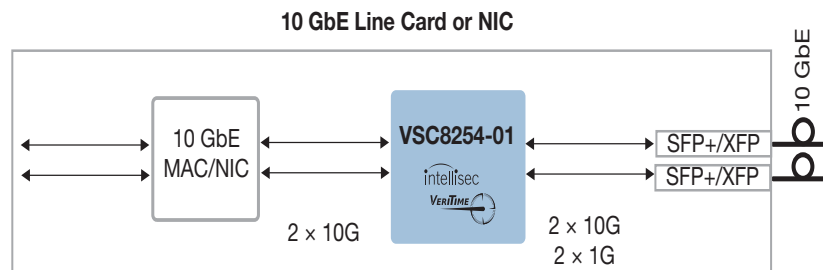 10 GbE Line Card or NIC
10 GbE
10 GbE
MAC/NIC
VSC8254-01
intellisec
VERITIME
SFP+/XFP
SFP+/XFP
2 × 10G
2 × 10G
2 × 1G